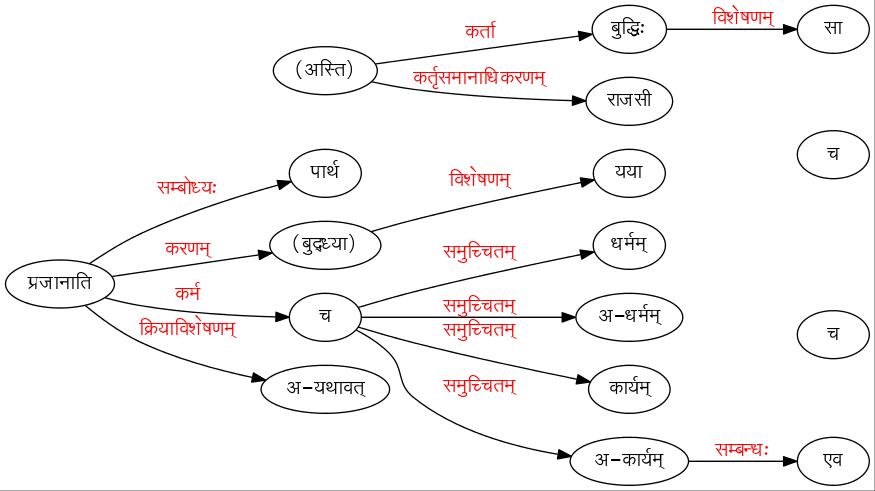 कर्ता
बुद्धिः
विशेषणम्
सा
(अस्ति)
कर्तृसमानाधिकरणम्
राजसी
च
सम्बोध्यः
पार्थ
विशेषणम्
यया
करणम्
(बुद्ध्या)
समुच्चितम्
धर्मम्
प्रजानाति
कर्म
च
समुच्चितम्
अ-धर्मम्
समुच्चितम्
च
क्रियाविशेषणम्
अ-यथावत्
समुच्चितम्
कार्यम्
अ-कार्यम्
सम्बन्धः
एव